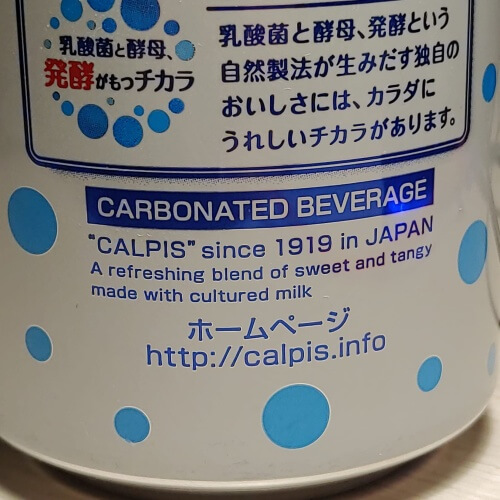 乳酸菌と酵母、
発酵がもつチカラ
乳酸菌と酵母、発酵という
自然製法が生みだす独自の
おいしさには、カラダに
うれしいチカラがあります。
CARBONATED BEVERAGE
"CALPIS" since 1919 in JAPAN
A refreshing blend of sweet and tangy
made with cultured milk
ホームページ
http://calpis.info